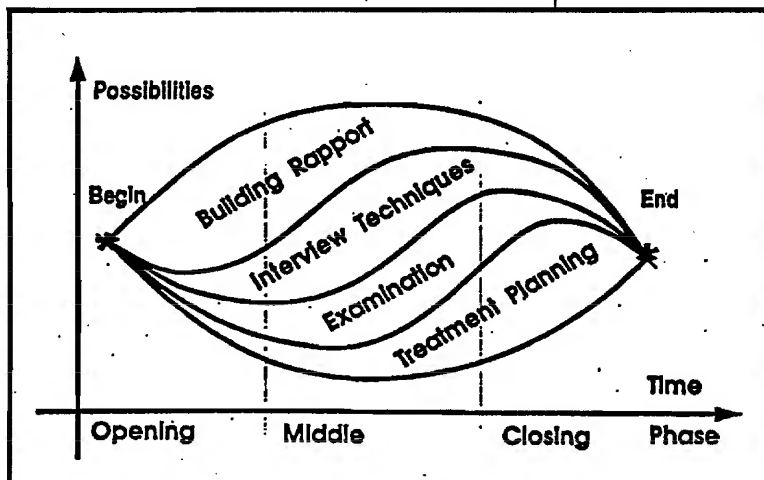 Possibilities
Building Rapport
Begin
Interview Techniques
End
Examination
Treatment Planning
Time
Opening
Middle
Closing
Phase